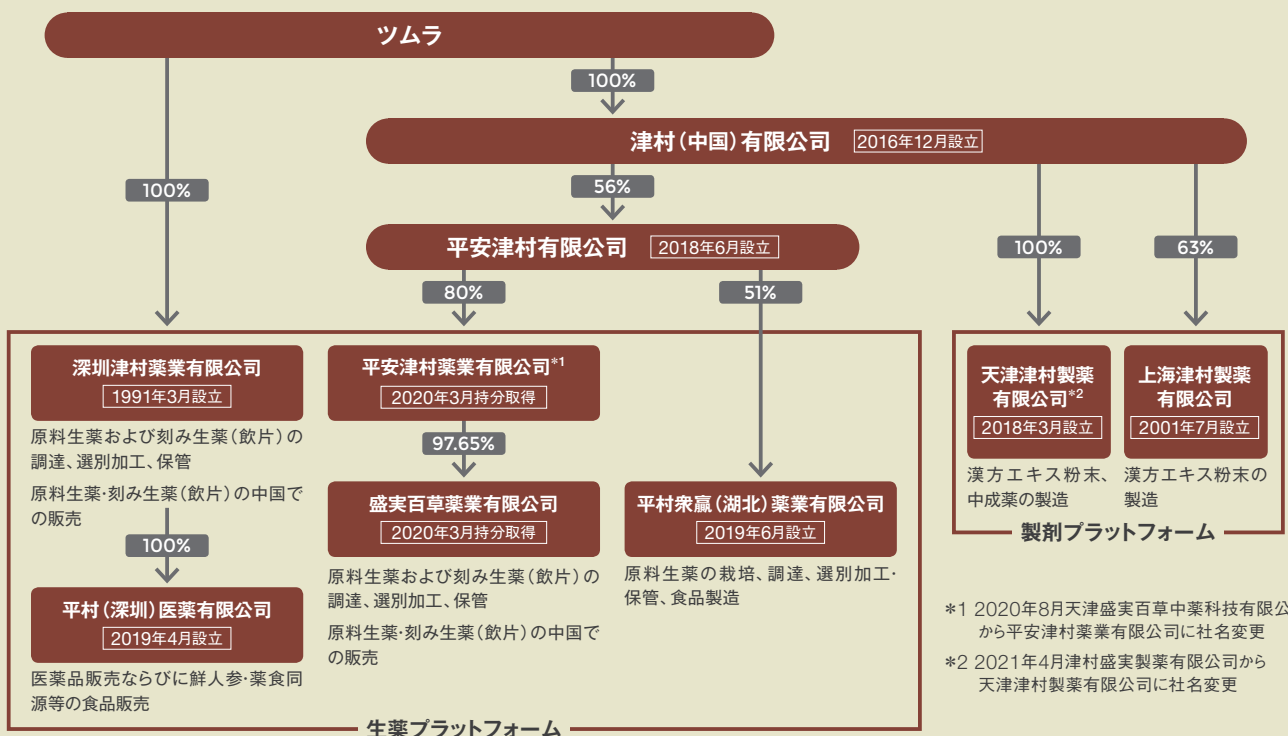 ツムラ
100%
津村（中国）有限公司 2016年12月設立
100%
56%
平安津村有限公司 2018年6月設立
100%
63%
80%
51%
深圳津村薬業有限公司
1991年3月設立
原料生薬および刻み生薬（飲片）の
調達、選別加工、保管
原料生薬・刻み生薬（飲片）の中国で
の販売
100%
平村（深圳）医薬有限公司
2019年4月設立
医薬品販売ならびに鮮人参・薬食同
源等の食品販売
平安津村薬業有限公司*1
2020年3月持分取得
97.65%
盛実百草薬業有限公司
2020年3月持分取得
原料生薬および刻み生薬（飲片）の
調達、選別加工、保管
原料生薬・刻み生薬（飲片）の中国で
の販売
平村衆贏（湖北）薬業有限公司
2019年6月設立
原料生薬の栽培、調達、選別加工・
保管、食品製造
生薬プラットフォーム
天津津村製薬
有限公司*2
2018年3月設立
漢方エキス粉末、
中成薬の製造
上海津村製薬
有限公司
2001年7月設立
漢方エキス粉末の
製造
製剤プラットフォーム
*1 2020年8月天津盛実百草中薬科技有限公
から平安津村薬業有限公司に社名変更
*2 2021年4月津村盛実製薬有限公司から
天津津村製薬有限公司に社名変更